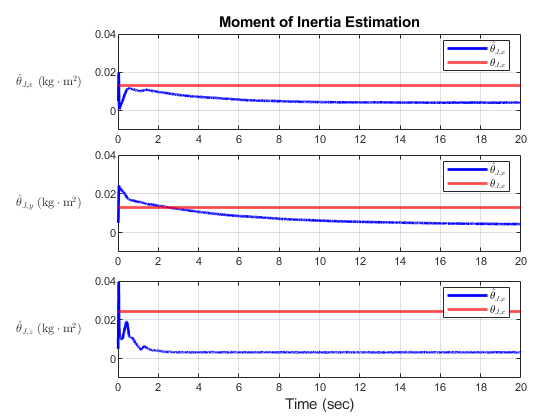 Moment of Inertia Estimation
0.04
0.02
0
θ̂_{J,x} (kg · m²)
θ̂_{J,x}
θ_{J,x}
0 2 4 6 8 10 12 14 16 18 20
0.04
0.02
0
θ̂_{J,y} (kg · m²)
θ̂_{J,x}
θ_{J,x}
0 2 4 6 8 10 12 14 16 18 20
0.04
0.02
0
θ̂_{J,z} (kg · m²)
θ̂_{J,x}
θ_{J,x}
0 2 4 6 8 10 12 14 16 18 20
Time (sec)